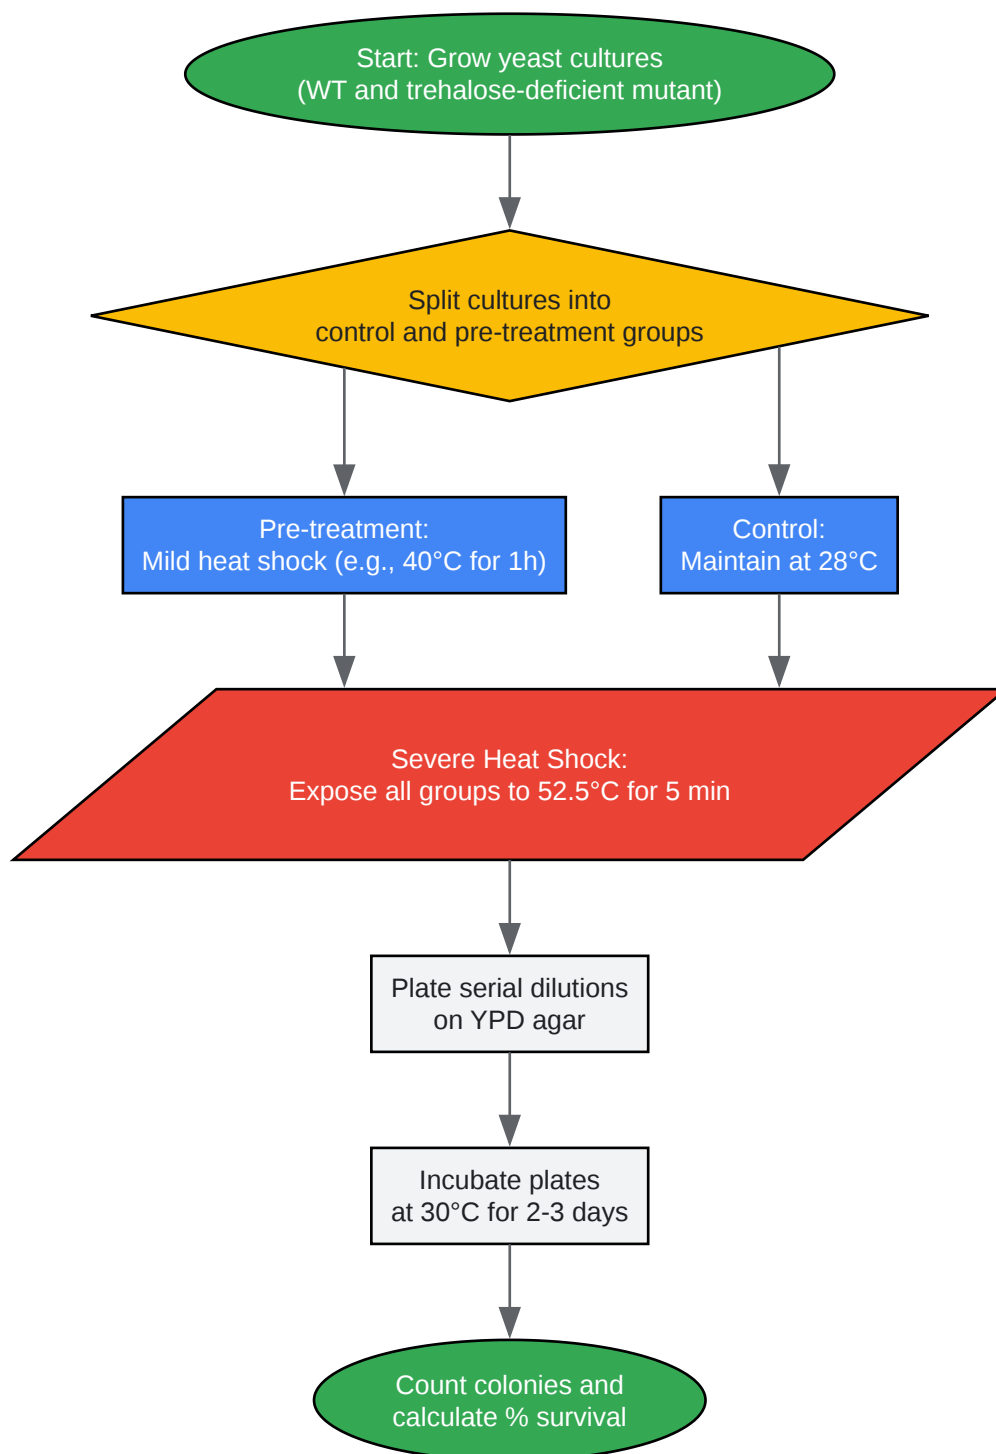 Start: Grow yeast cultures
(WT and trehalose-deficient mutant)
Split cultures into
control and pre-treatment groups
Pre-treatment:
Mild heat shock (e.g., 40°C for 1h)
Control:
Maintain at 28°C
Severe Heat Shock:
Expose all groups to 52.5°C for 5 min
Plate serial dilutions
on YPD agar
Incubate plates
at 30°C for 2-3 days
Count colonies and
calculate % survival